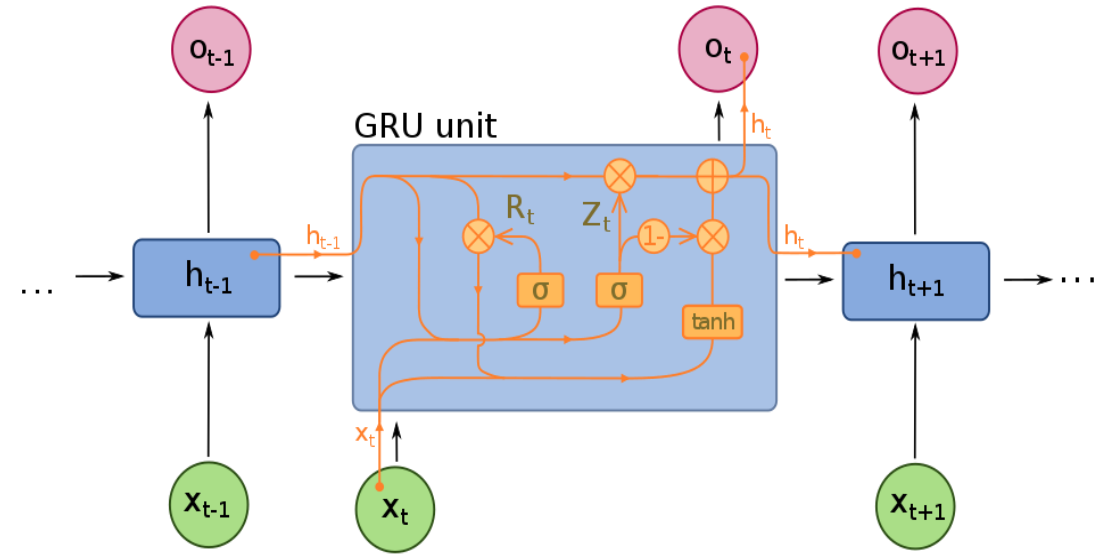 o_t-1
o_t
o_t+1
GRU unit
h_t
R_t
Z_t
h_t-1
1-
h_t
...
h_t-1
σ
σ
h_t+1
...
tanh
x_t
x_t-1
x_t
x_t+1